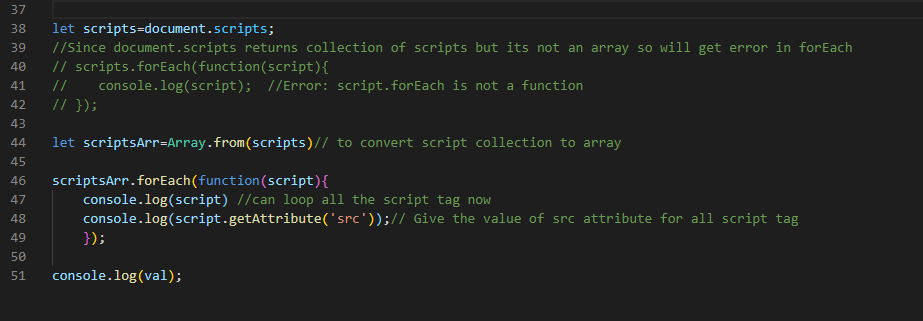 37
38 let scripts=document.scripts;
39 //Since document.scripts returns collection of scripts but its not an array so will get error in forEach
40 // scripts.forEach(function(script){
41 //    console.log(script);  //Error: script.forEach is not a function
42 // });
43
44 let scriptsArr=Array.from(scripts)// to convert script collection to array
45
46 scriptsArr.forEach(function(script){
47     console.log(script) //can loop all the script tag now
48     console.log(script.getAttribute('src'));// Give the value of src attribute for all script tag
49     });
50
51 console.log(val);